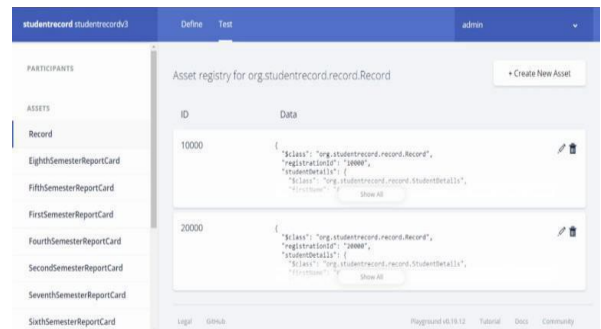 studentrecord studentrecordv3
Define Test
admin
PARTICIPANTS
ASSETS
Record
EighthSemesterReportCard
FifthSemesterReportCard
FirstSemesterReportCard
FourthSemesterReportCard
SecondSemesterReportCard
SeventhSemesterReportCard
SixthSemesterReportCard
Asset registry for org.studentrecord.record.Record
+ Create New Asset
ID Data
10000
{
"$class": "org.studentrecord.record.Record",
"registrationId": "10000",
"studentDetails": {
"$class": "org.studentrecord.record.StudentDetails",
"firstName":
Show All
20000
{
"$class": "org.studentrecord.record.Record",
"registrationId": "20000",
"studentDetails": {
"$class": "org.studentrecord.record.StudentDetails",
"firstName":
Show All
Legal GitHub
Playground v0.19.12 Tutorial Docs Community